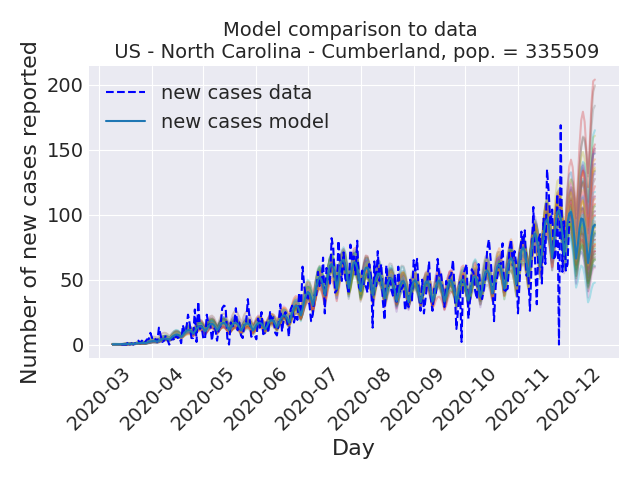 Model comparison to data
US - North Carolina - Cumberland, pop. = 335509
Number of new cases reported
200
150
100
50
0
new cases data
new cases model
2020-03
2020-04
2020-05
2020-06
2020-07
2020-08
2020-09
2020-10
2020-11
2020-12
Day